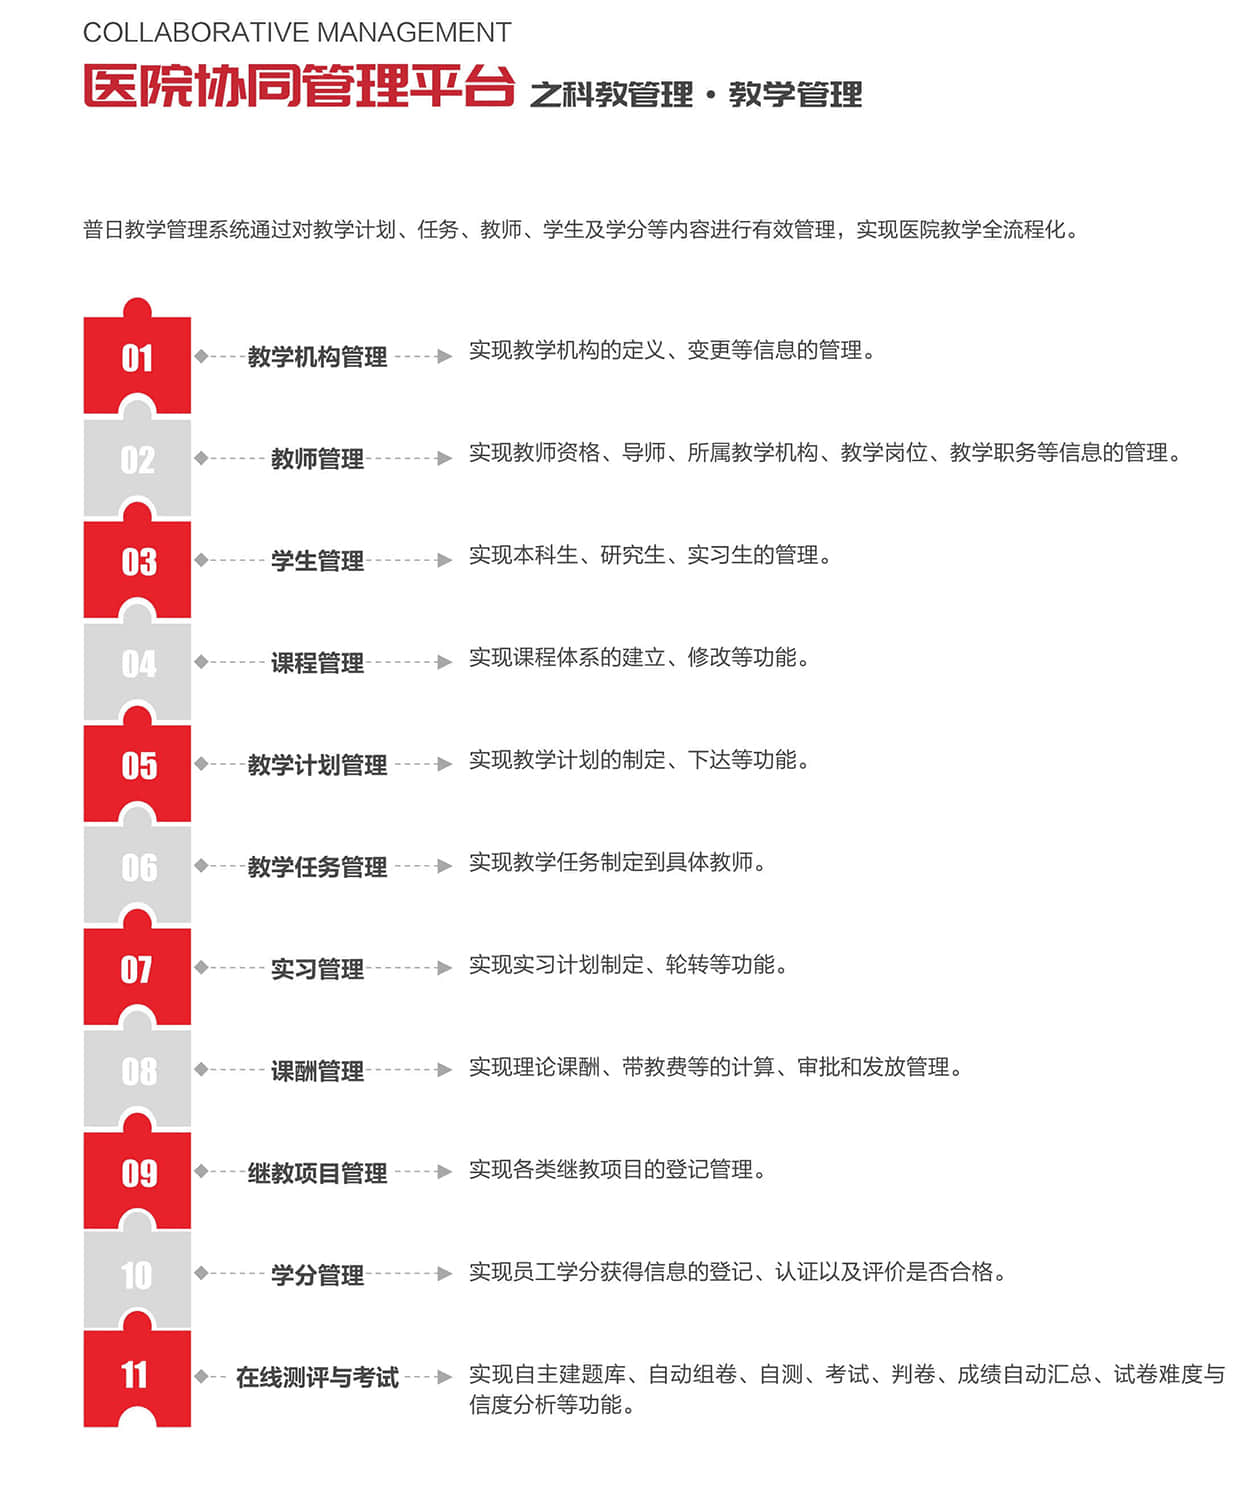 COLLABORATIVE MANAGEMENT
医院协同管理平台 之科教管理·教学管理
普日教学管理系统通过对教学计划、任务、教师、学生及学分等内容进行有效管理，实现医院教学全流程化。
01 教学机构管理 实现教学机构的定义、变更等信息的管理。
02 教师管理 实现教师资格、导师、所属教学机构、教学岗位、教学职务等信息的管理。
03 学生管理 实现本科生、研究生、实习生的管理。
04 课程管理 实现课程体系的建立、修改等功能。
05 教学计划管理 实现教学计划的制定、下达等功能。
06 教学任务管理 实现教学任务制定到具体教师。
07 实习管理 实现实习计划制定、轮转等功能。
08 课酬管理 实现理论课酬、带教费等的计算、审批和发放管理。
09 继教项目管理 实现各类继教项目的登记管理。
10 学分管理 实现员工学分获得信息的登记、认证以及评价是否合格。
11 在线测评与考试 实现自主建题库、自动组卷、自测、考试、判卷、成绩自动汇总、试卷难度与
信度分析等功能。